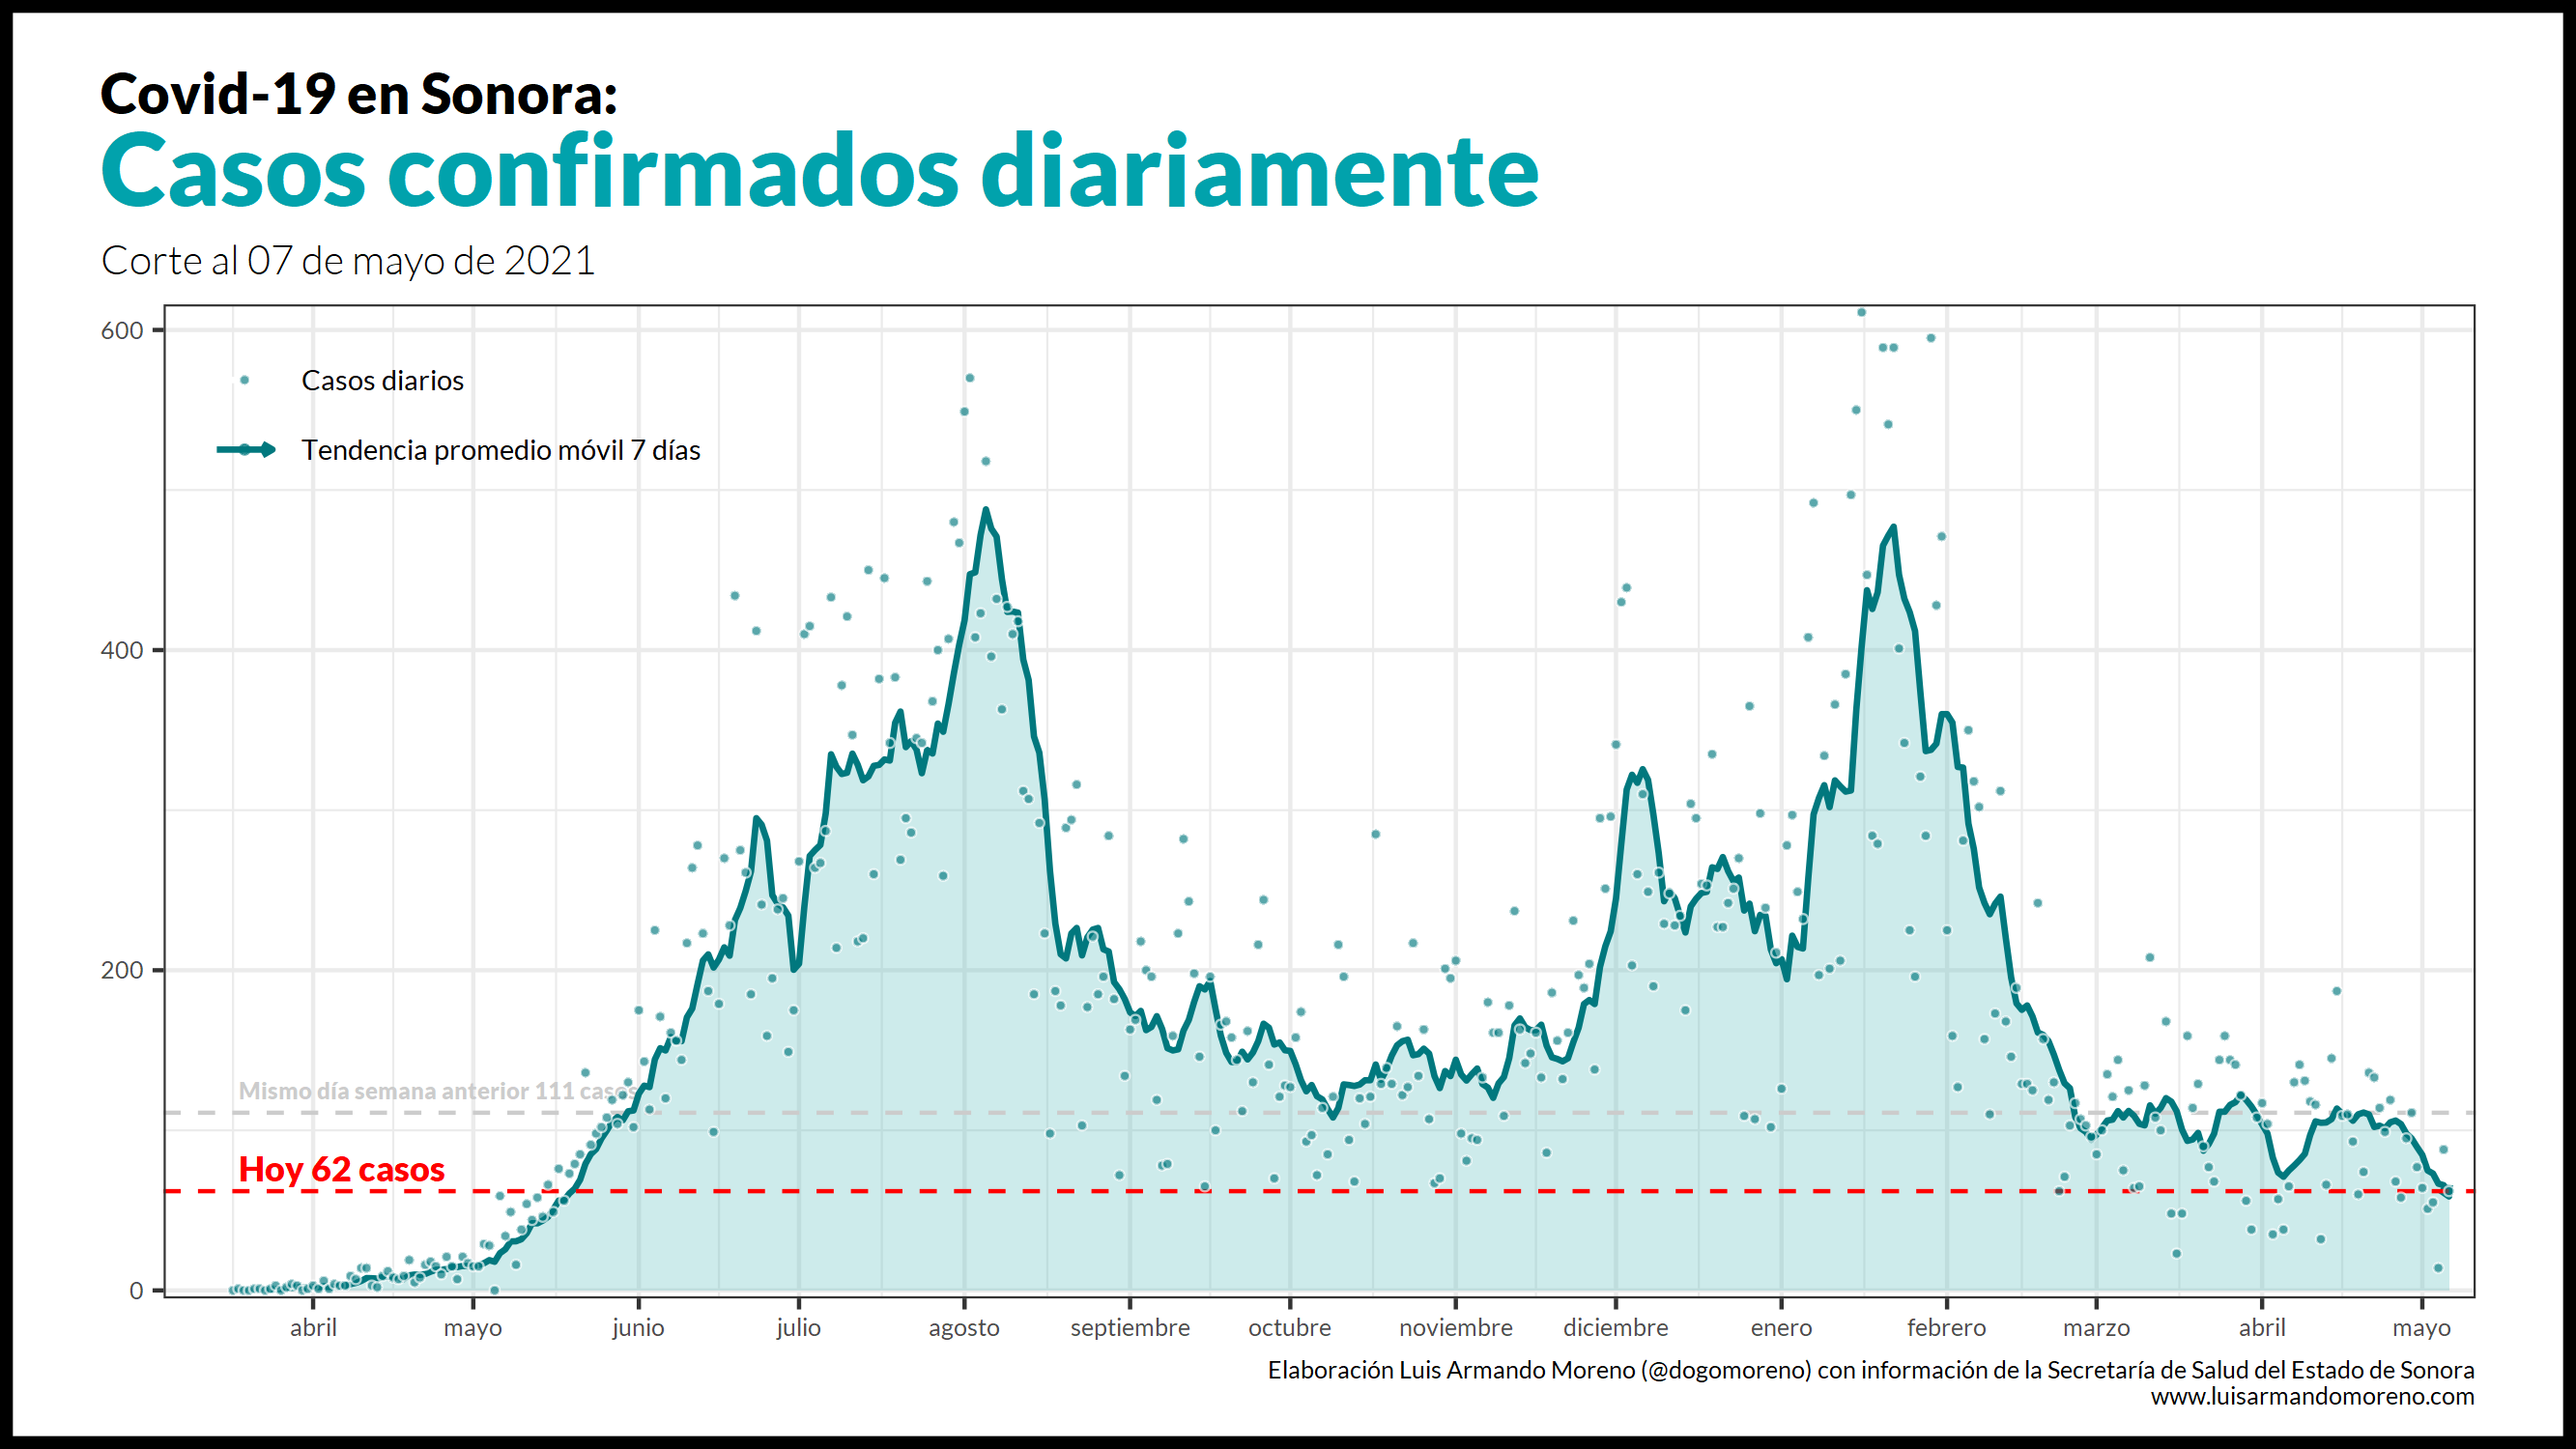 Covid-19 en Sonora:
Casos confirmados diariamente
Corte al 07 de mayo de 2021
600
Casos diarios
Tendencia promedio móvil 7 días
400
200
Mismo día semana anterior 111 casos
Hoy 62 casos
0
abril mayo junio julio agosto septiembre octubre noviembre diciembre enero febrero marzo abril mayo
Elaboración Luis Armando Moreno (@dogomoreno) con información de la Secretaría de Salud del Estado de Sonora
www.luisarmandomoreno.com